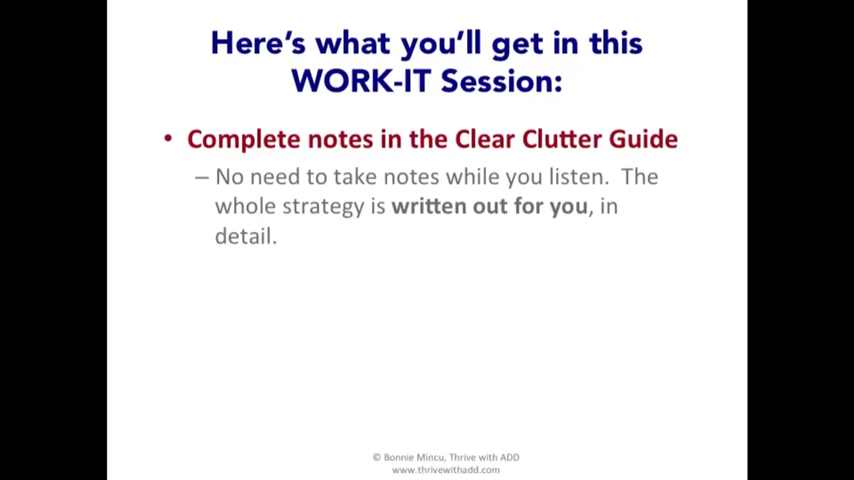 Here's what you'll get in this
WORK-IT Session:
• Complete notes in the Clear Clutter Guide
– No need to take notes while you listen.  The
whole strategy is written out for you, in
detail.
© Bonnie Mincu, Thrive with ADD
www.thrivewithadd.com